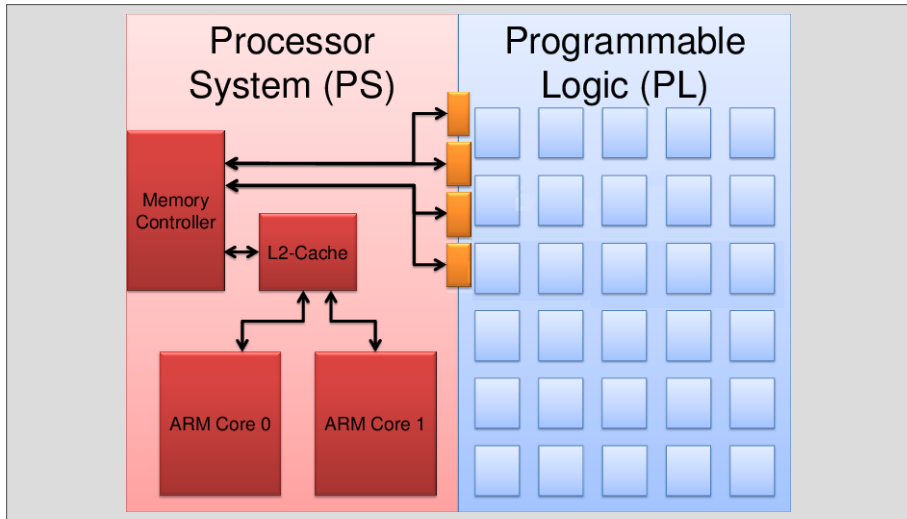 Processor
System (PS)
Programmable
Logic (PL)
Memory
Controller
L2-Cache
ARM Core 0
ARM Core 1